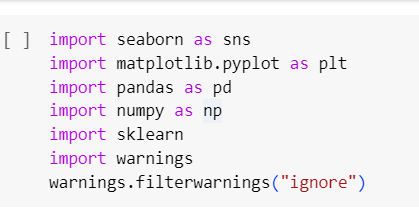 [ ] import seaborn as sns
import matplotlib.pyplot as plt
import pandas as pd
import numpy as np
import sklearn
import warnings
warnings.filterwarnings("ignore")